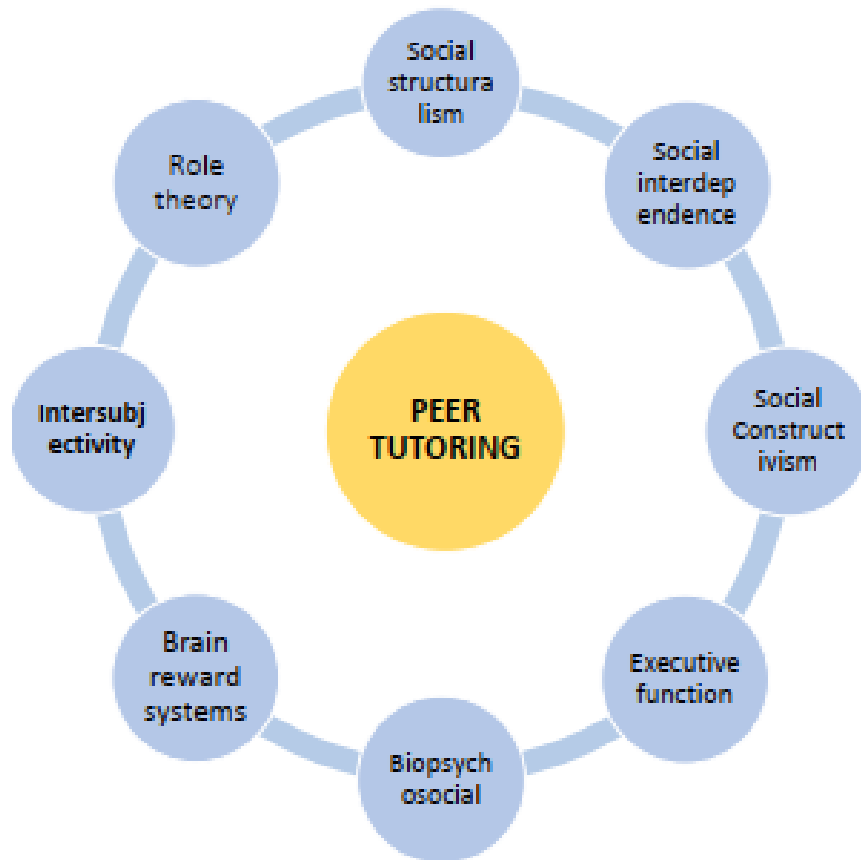 Social
structura
lism
Social
interdep
endence
Social
Construct
ivism
Executive
function
Biopsych
osocial
Brain
reward
systems
Intersubj
ectivity
Role
theory
PEER
TUTORING